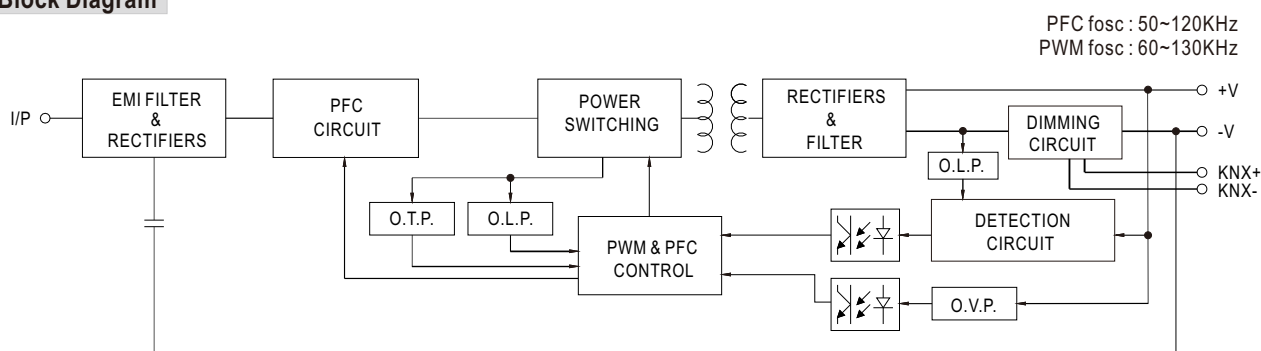 Block Diagram
PFC fosc : 50~120KHz
PWM fosc : 60~130KHz
I/P
EMI FILTER
&
RECTIFIERS
PFC
CIRCUIT
POWER
SWITCHING
RECTIFIERS
&
FILTER
DIMMING
CIRCUIT
+V
-V
KNX+
KNX-
O.L.P.
O.T.P.
O.L.P.
PWM & PFC
CONTROL
DETECTION
CIRCUIT
O.V.P.